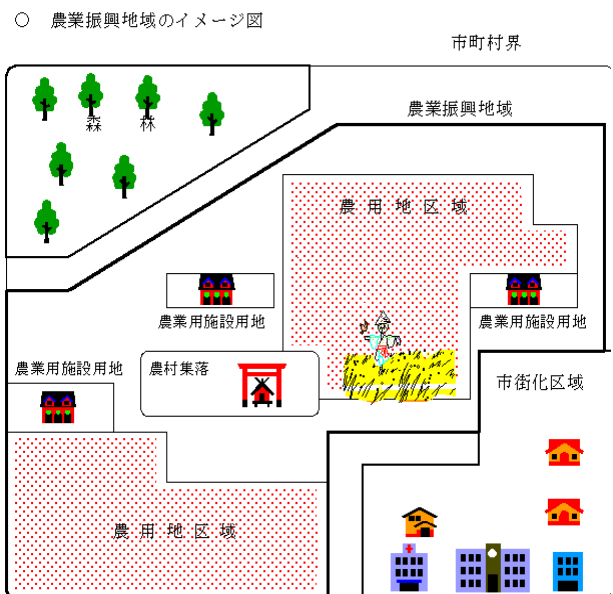 ○ 農業振興地域のイメージ図
市町村界
農業振興地域
森 林
農用地区域
農業用施設用地
農業用施設用地
農業用施設用地
農村集落
市街化区域
農用地区域